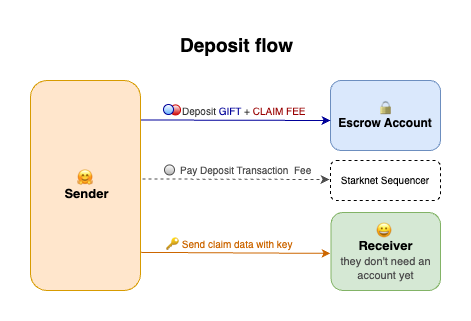 Deposit flow
Deposit GIFT + CLAIM FEE
Escrow Account
Pay Deposit Transaction Fee
Starknet Sequencer
Sender
Send claim data with key
Receiver
they don't need an
account yet